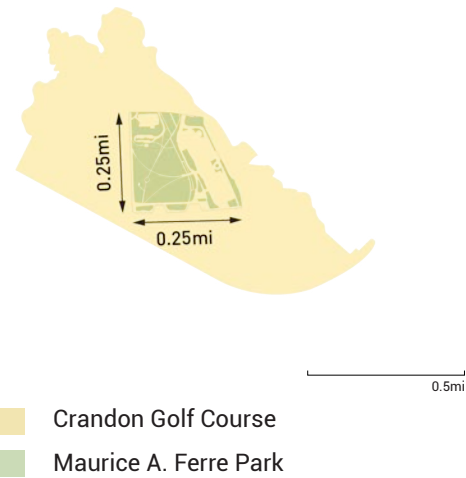 0.25mi
0.25mi
0.5mi
Crandon Golf Course
Maurice A. Ferre Park